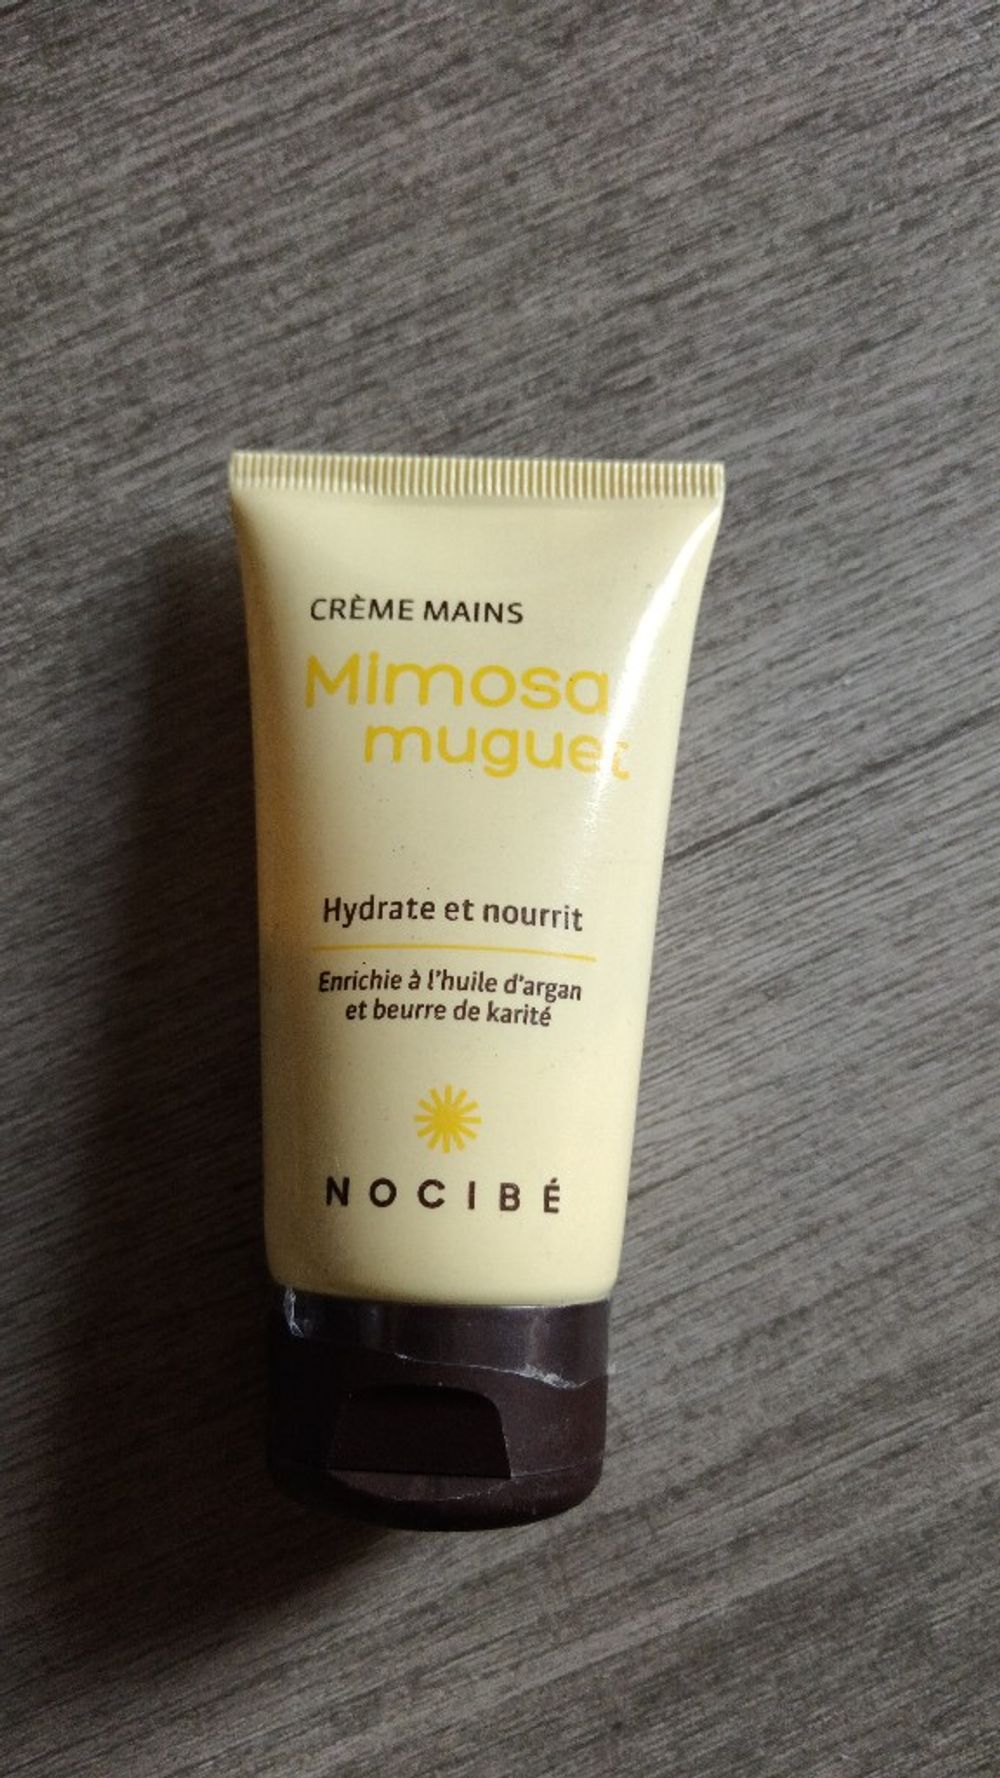 CRÈME MAINS
Mimosa
muguet
Hydrate et nourrit
Enrichie à l'huile d'argan
et beurre de karité
NOCIBÉ